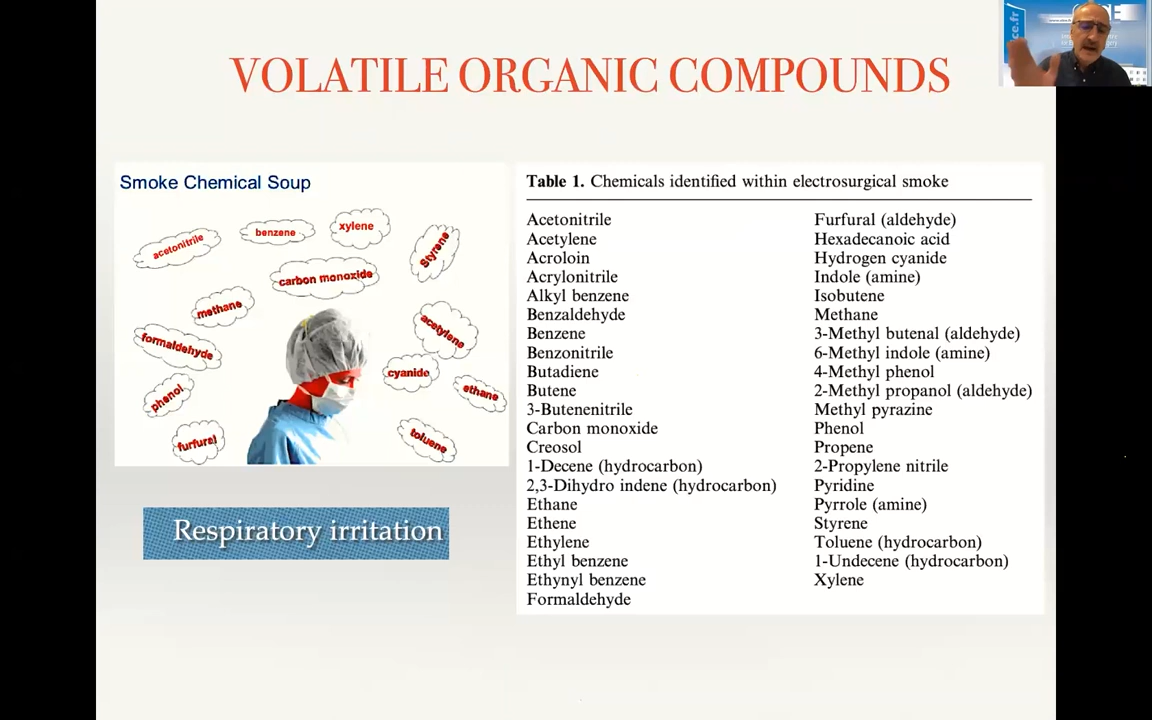 VOLATILE ORGANIC COMPOUNDS
Smoke Chemical Soup
acetonitrile
benzene
xylene
Styrene
carbon monoxide
methane
acetylene
formaldehyde
cyanide
phenol
ethane
furfural
toluene
Respiratory irritation
Table 1. Chemicals identified within electrosurgical smoke
Acetonitrile
Acetylene
Acroloin
Acrylonitrile
Alkyl benzene
Benzaldehyde
Benzene
Benzonitrile
Butadiene
Butene
3-Butenenitrile
Carbon monoxide
Creosol
1-Decene (hydrocarbon)
2,3-Dihydro indene (hydrocarbon)
Ethane
Ethene
Ethylene
Ethyl benzene
Ethynyl benzene
Formaldehyde
Furfural (aldehyde)
Hexadecanoic acid
Hydrogen cyanide
Indole (amine)
Isobutene
Methane
3-Methyl butenal (aldehyde)
6-Methyl indole (amine)
4-Methyl phenol
2-Methyl propanol (aldehyde)
Methyl pyrazine
Phenol
Propene
2-Propylene nitrile
Pyridine
Pyrrole (amine)
Styrene
Toluene (hydrocarbon)
1-Undecene (hydrocarbon)
Xylene
ce.fr